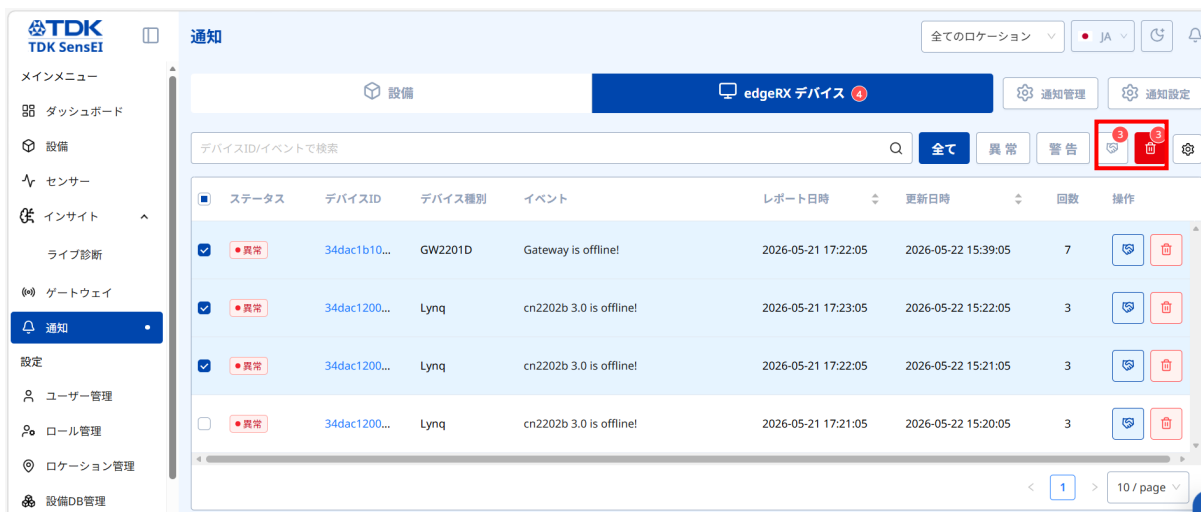 TDK
TDK SensEI
通知
全てのロケーション
JA
メインメニュー
ダッシュボード
設備
センサー
インサイト
ライブ診断
ゲートウェイ
通知
設定
ユーザー管理
ロール管理
ロケーション管理
設備DB管理
設備
edgeRX デバイス 4
通知管理
通知設定
デバイスID/イベントで検索
全て
異常
警告
3
3
ステータス デバイスID デバイス種別 イベント レポート日時 更新日時 回数 操作
異常 34dac1b10... GW2201D Gateway is offline! 2026-05-21 17:22:05 2026-05-22 15:39:05 7
異常 34dac1200... Lynq cn2202b 3.0 is offline! 2026-05-21 17:23:05 2026-05-22 15:22:05 3
異常 34dac1200... Lynq cn2202b 3.0 is offline! 2026-05-21 17:22:05 2026-05-22 15:21:05 3
異常 34dac1200... Lynq cn2202b 3.0 is offline! 2026-05-21 17:21:05 2026-05-22 15:20:05 3
< 1 > 10 / page